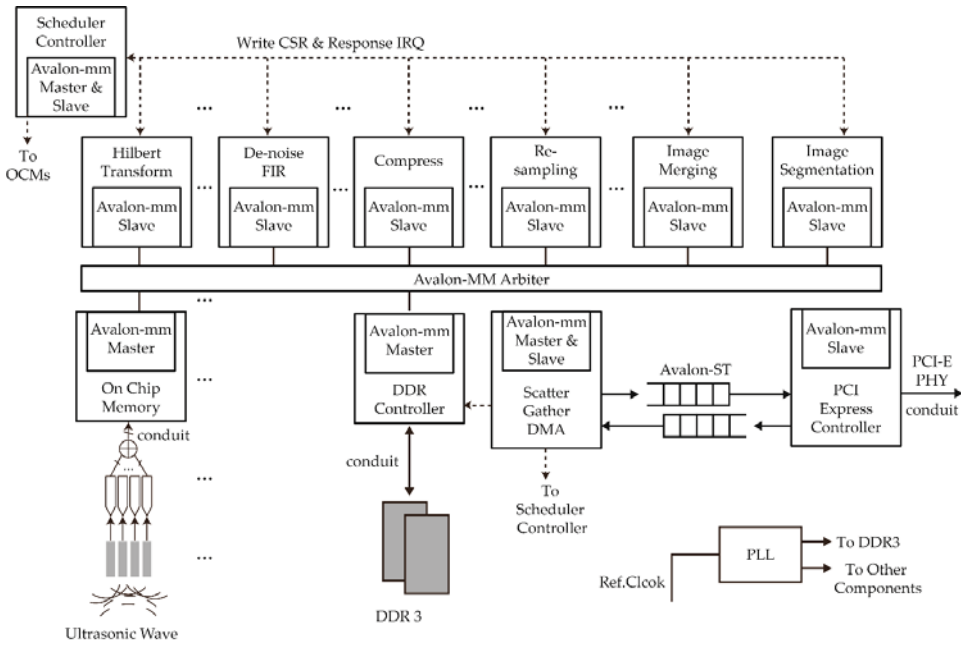 Scheduler
Controller
Avalon-mm
Master &
Slave
To
OCMs
Write CSR & Response IRQ
...
...
...
...
Hilbert
Transform
Avalon-mm
Slave
...
De-noise
FIR
Avalon-mm
Slave
...
Compress
Avalon-mm
Slave
...
Re-
sampling
Avalon-mm
Slave
...
Image
Merging
Avalon-mm
Slave
Image
Segmentation
Avalon-mm
Slave
Avalon-MM Arbiter
...
Avalon-mm
Master
On Chip
Memory
...
conduit
...
...
...
Ultrasonic Wave
Avalon-mm
Master
DDR
Controller
conduit
DDR 3
Avalon-mm
Master &
Slave
Scatter
Gather
DMA
To
Scheduler
Controller
Avalon-ST
Avalon-mm
Slave
PCI
Express
Controller
PCI-E
PHY
conduit
Ref.Clcok
PLL
To DDR3
To Other
Components